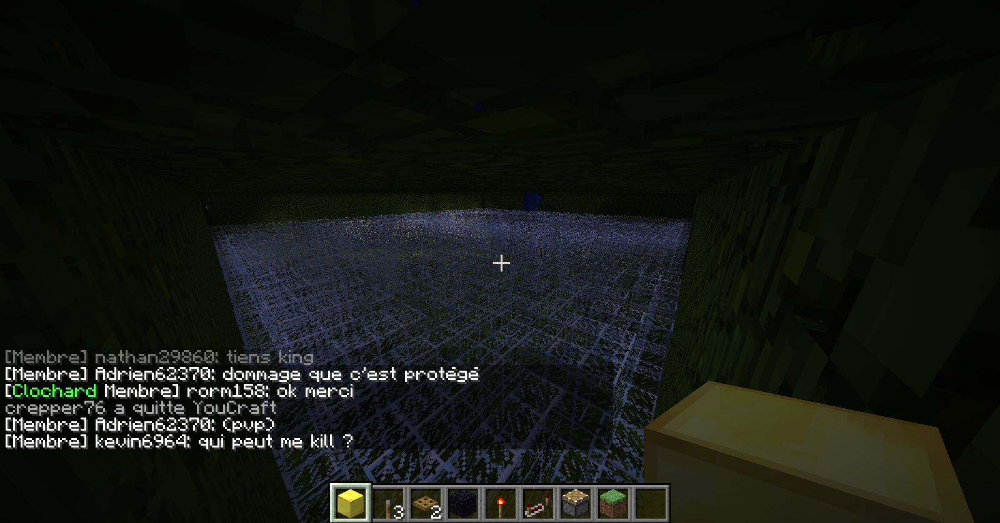 [Membre] nathan29860: tiens king
[Membre] Adrien62370: dommage que c'est protégé
[Clochard Membre] rorm158: ok merci
crepper76 a quitte YouCraft
[Membre] Adrien62370: (pvp)
[Membre] kevin6964: qui peut me kill ?
3 2